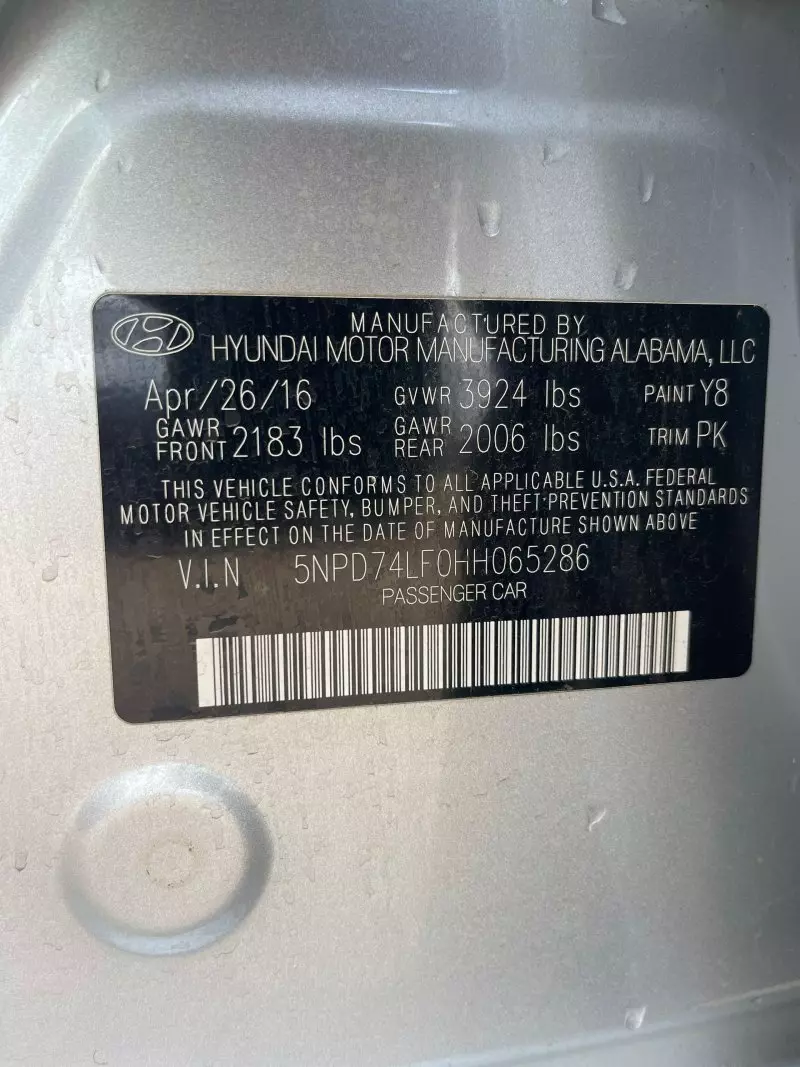 MANUFACTURED BY
HYUNDAI MOTOR MANUFACTURING ALABAMA, LLC
Apr/26/16 GVWR 3924 lbs PAINT Y8
GAWR FRONT 2183 lbs GAWR REAR 2006 lbs TRIM PK
THIS VEHICLE CONFORMS TO ALL APPLICABLE U.S.A. FEDERAL
MOTOR VEHICLE SAFETY, BUMPER, AND THEFT PREVENTION STANDARDS
IN EFFECT ON THE DATE OF MANUFACTURE SHOWN ABOVE
V.I.N 5NPD74LF0HH065286
PASSENGER CAR